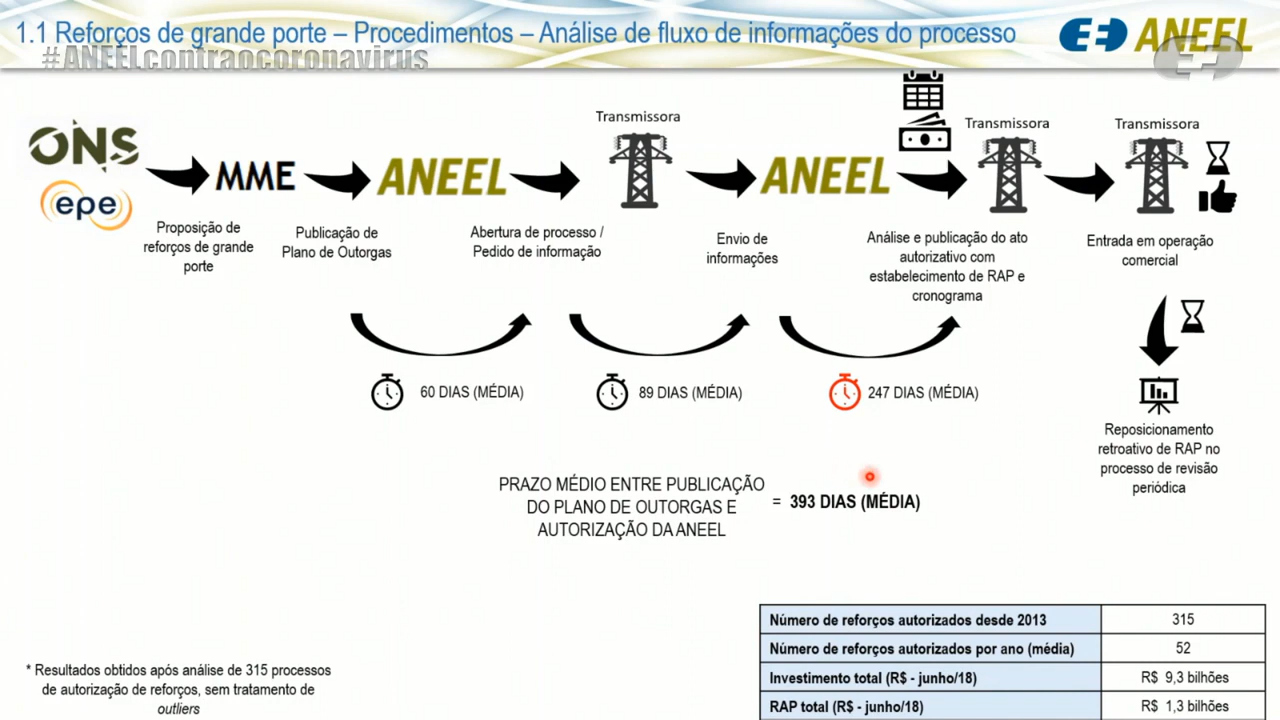 1.1 Reforços de grande porte – Procedimentos – Análise de fluxo de informações do processo
ANEEL
#ANEELcontraocoronavirus
ONS
epe
MME
ANEEL
Transmissora
ANEEL
Transmissora
Transmissora
Proposição de
reforços de grande
porte
Publicação de
Plano de Outorgas
Abertura de processo /
Pedido de informação
Envio de
informações
Análise e publicação do ato
autorizativo com
estabelecimento de RAP e
cronograma
Entrada em operação
comercial
60 DIAS (MÉDIA)
89 DIAS (MÉDIA)
247 DIAS (MÉDIA)
Reposicionamento
retroativo de RAP no
processo de revisão
periódica
PRAZO MÉDIO ENTRE PUBLICAÇÃO
DO PLANO DE OUTORGAS E
AUTORIZAÇÃO DA ANEEL
= 393 DIAS (MÉDIA)
Número de reforços autorizados desde 2013 315
Número de reforços autorizados por ano (média) 52
Investimento total (R$ - junho/18) R$ 9,3 bilhões
RAP total (R$ - junho/18) R$ 1,3 bilhões
* Resultados obtidos após análise de 315 processos
de autorização de reforços, sem tratamento de
outliers